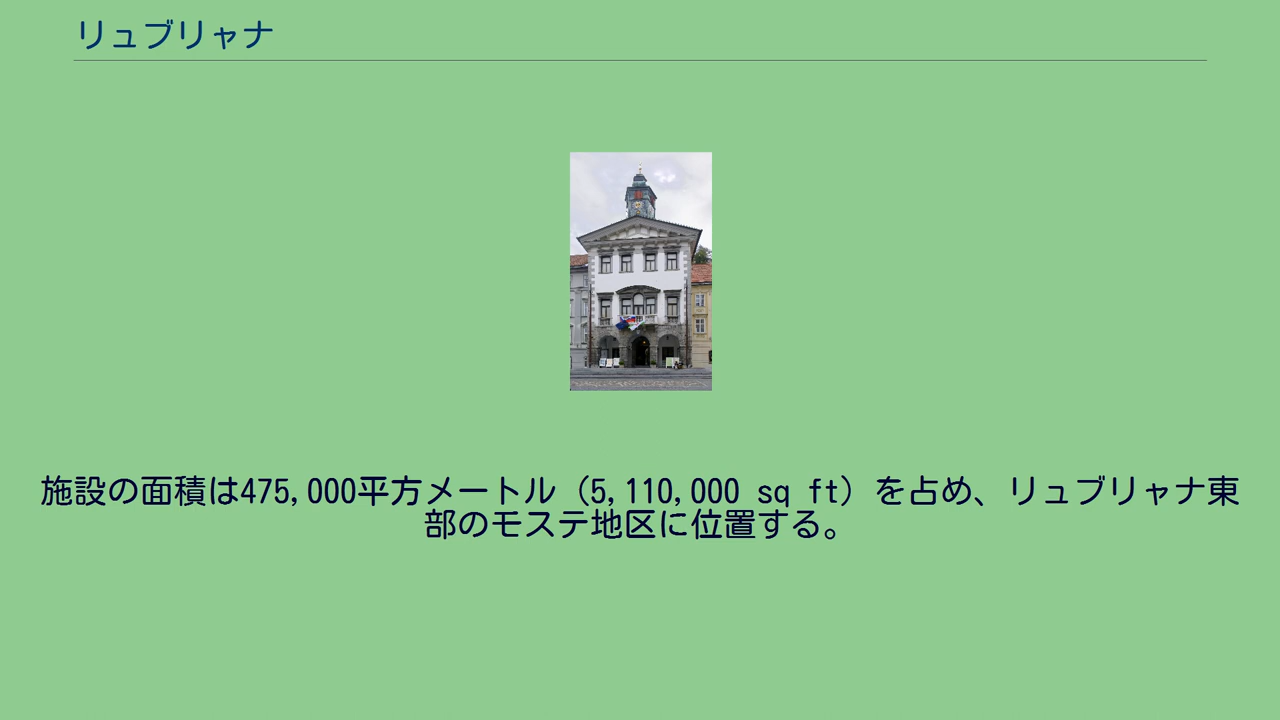 リュブリャナ
施設の面積は475,000平方メートル（5,110,000 sq ft）を占め、リュブリャナ東
部のモステ地区に位置する。